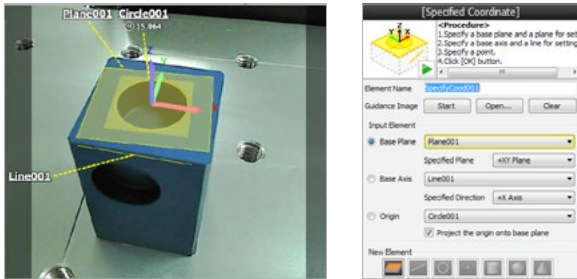 Plane001 Circle001
15.064
Z
Y
X
Line001
[Specified Coordinate]
<Procedure>
1.Specify a base plane and a plane for set
2.Specify a base axis and a line for setting
3.Specify a point.
4.Click [OK] button.
Z
Y
X
Element Name
SpecifyCoord001
Guidance Image
Start
Open...
Clear
Input Element
Base Plane
Plane001
Specified Plane
+XY Plane
Base Axis
Line001
Specified Direction
+X Axis
Origin
Circle001
Project the origin onto base plane
New Element